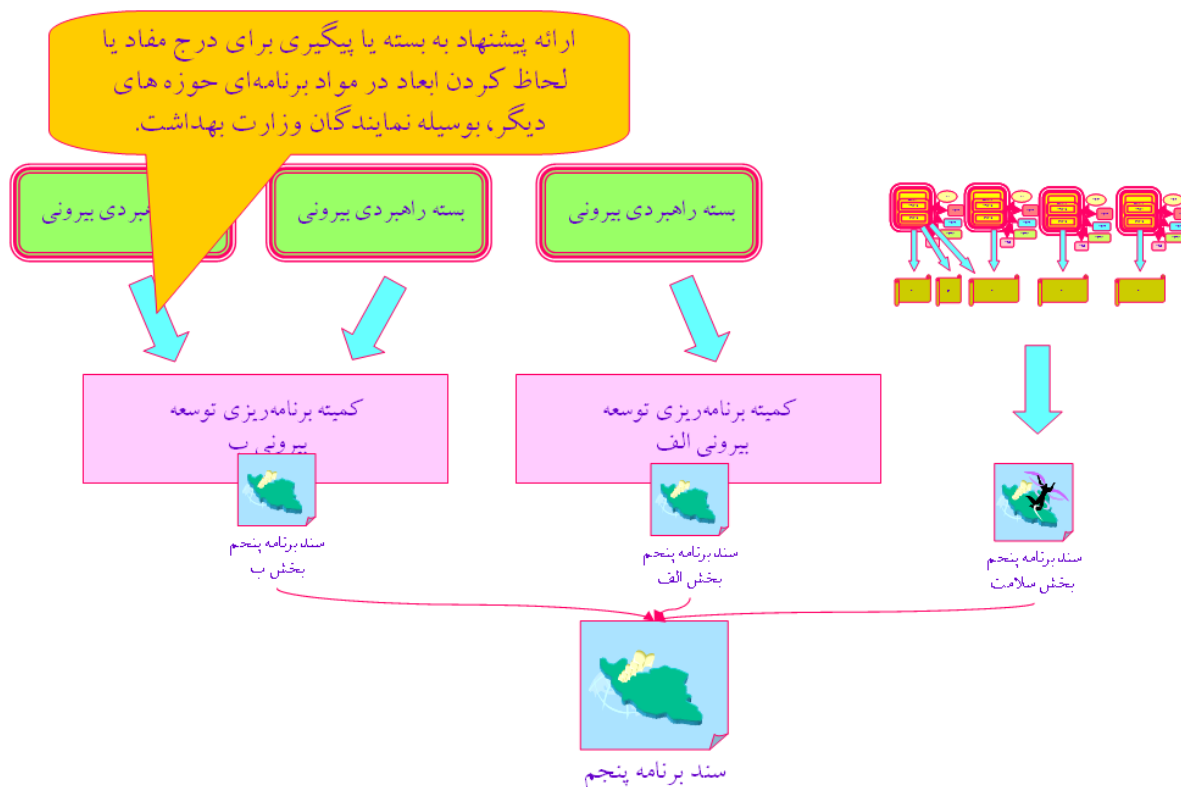 ارائه پیشنهاد به بسته یا پیگیری برای درج مفاد یا
لحاظ کردن ابعاد در مواد برنامه‌ای حوزه های
دیگر، بوسیله نمایندگان وزارت بهداشت.
بسته راهبردی بیرونی
بسته راهبردی بیرونی
هبردی بیرونی
کمیته برنامه‌ریزی توسعه
بیرونی الف
کمیته برنامه‌ریزی توسعه
بیرونی ب
سند برنامه پنجم
بخش سلامت
سند برنامه پنجم
بخش الف
سند برنامه پنجم
بخش ب
سند برنامه پنجم